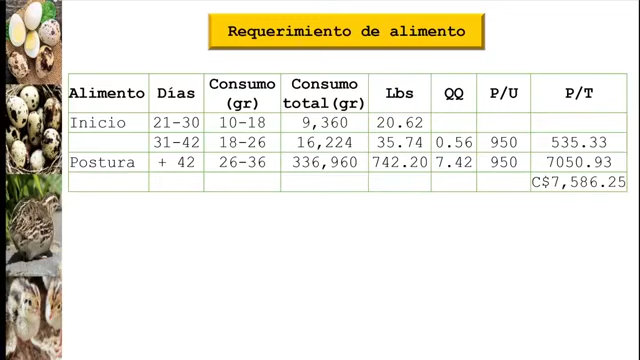 Requerimiento de alimento
Alimento Días Consumo (gr) Consumo total(gr) Lbs QQ P/U P/T
Inicio 21-30 10-18 9,360 20.62
31-42 18-26 16,224 35.74 0.56 950 535.33
Postura + 42 26-36 336,960 742.20 7.42 950 7050.93
C$7,586.25